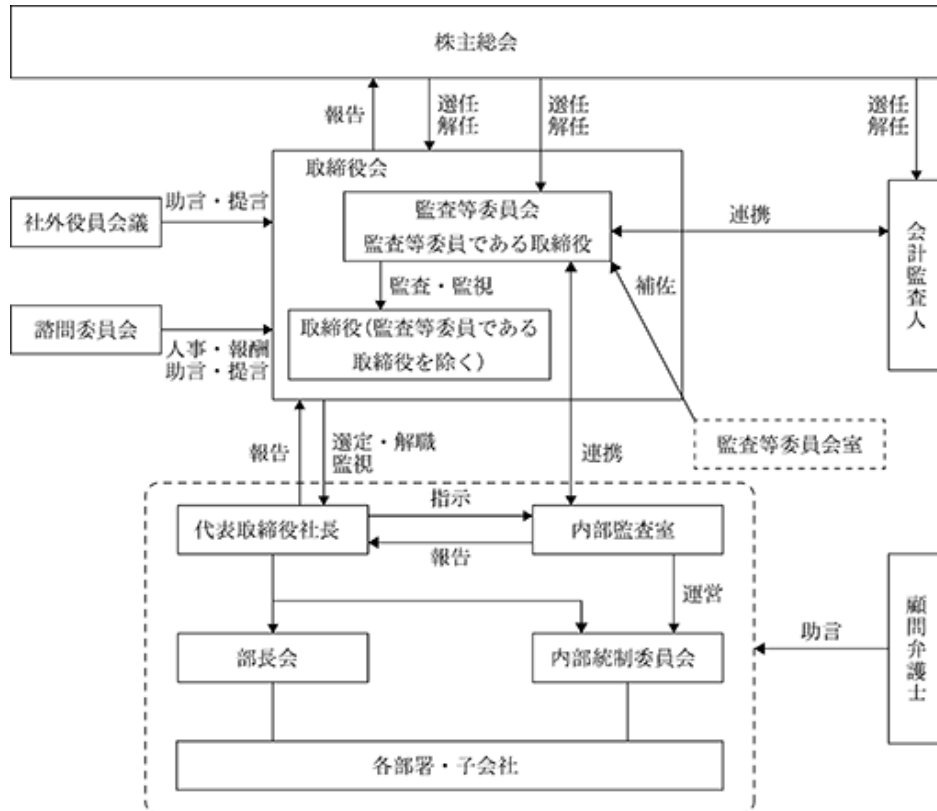 株主総会
報告
選任
解任
選任
解任
選任
解任
取締役会
社外役員会議
助言・提言
監査等委員会
監査等委員である取締役
連携
会計監査人
監査・監視
補佐
諮問委員会
人事・報酬
助言・提言
取締役(監査等委員である
取締役を除く)
報告
選定・解職
監視
連携
監査等委員会室
代表取締役社長
指示
報告
内部監査室
運営
部長会
内部統制委員会
助言
顧問弁護士
各部署・子会社